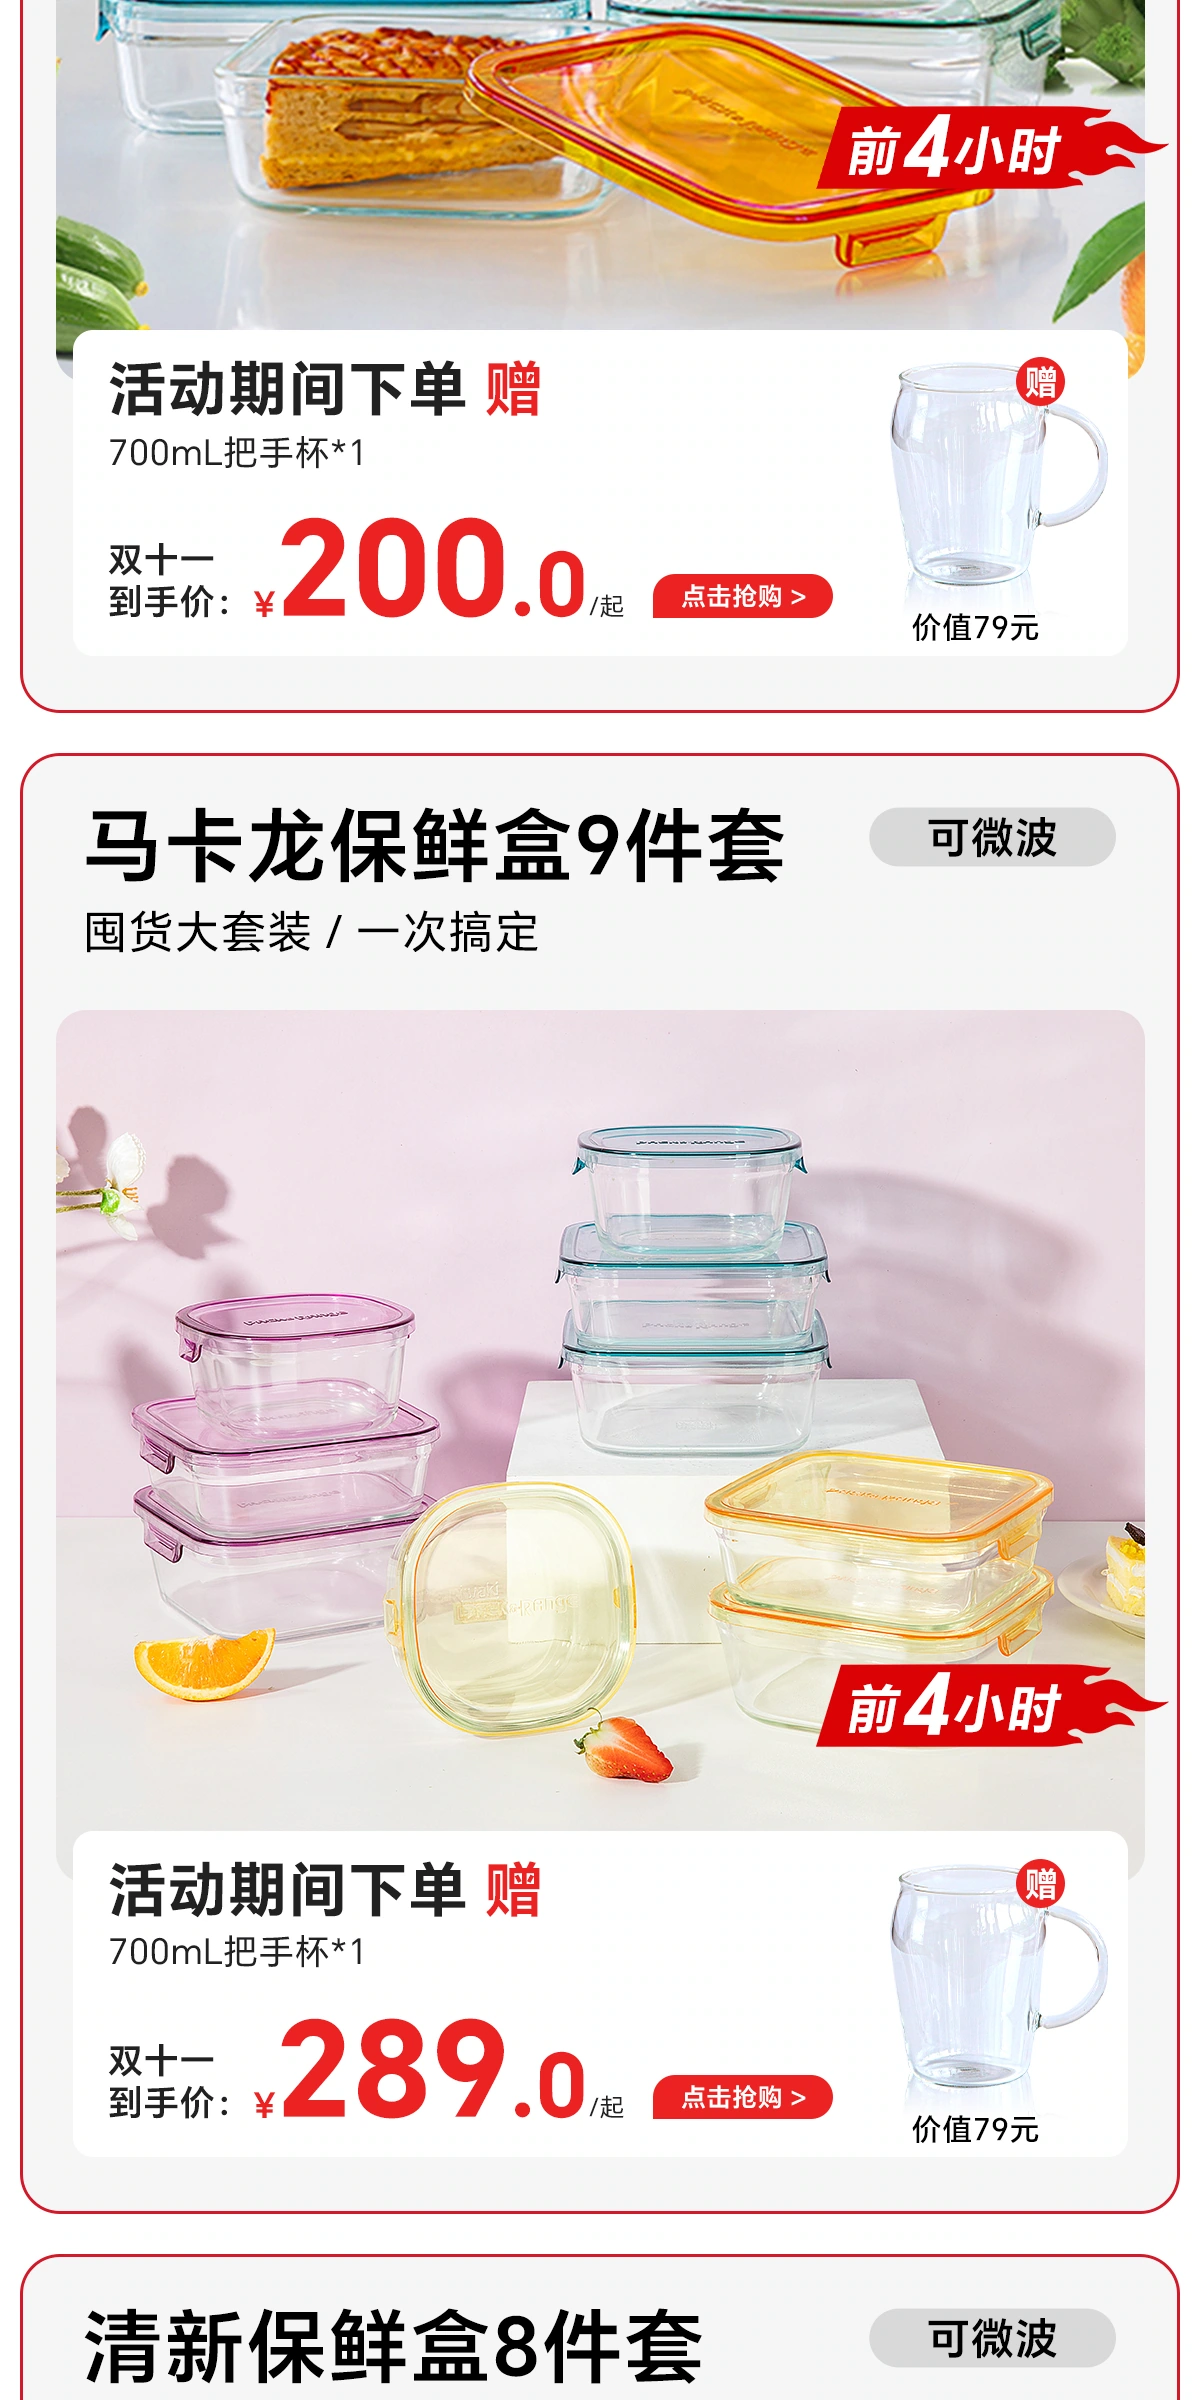 前4小时
活动期间下单 赠
赠
700mL把手杯*1
双十一
到手价：¥200.0/起
点击抢购 >
价值79元
马卡龙保鲜盒9件套
可微波
囤货大套装 / 一次搞定
前4小时
活动期间下单 赠
赠
700mL把手杯*1
双十一
到手价：¥289.0/起
点击抢购 >
价值79元
清新保鲜盒8件套
可微波